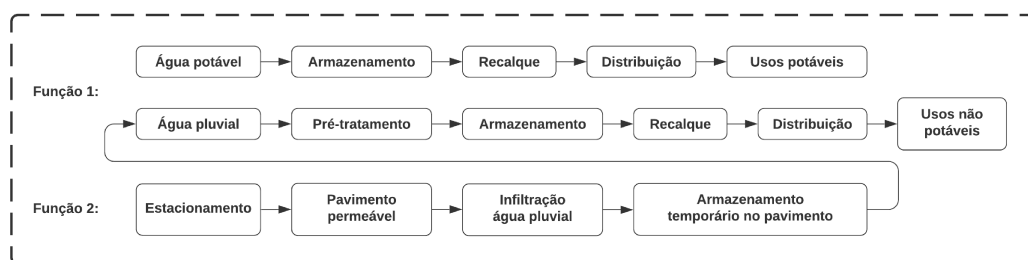 Função 1:
Água potável
Armazenamento
Recalque
Distribuição
Usos potáveis
Água pluvial
Pré-tratamento
Armazenamento
Recalque
Distribuição
Usos não
potáveis
Função 2:
Estacionamento
Pavimento
permeável
Infiltração
água pluvial
Armazenamento
temporário no pavimento